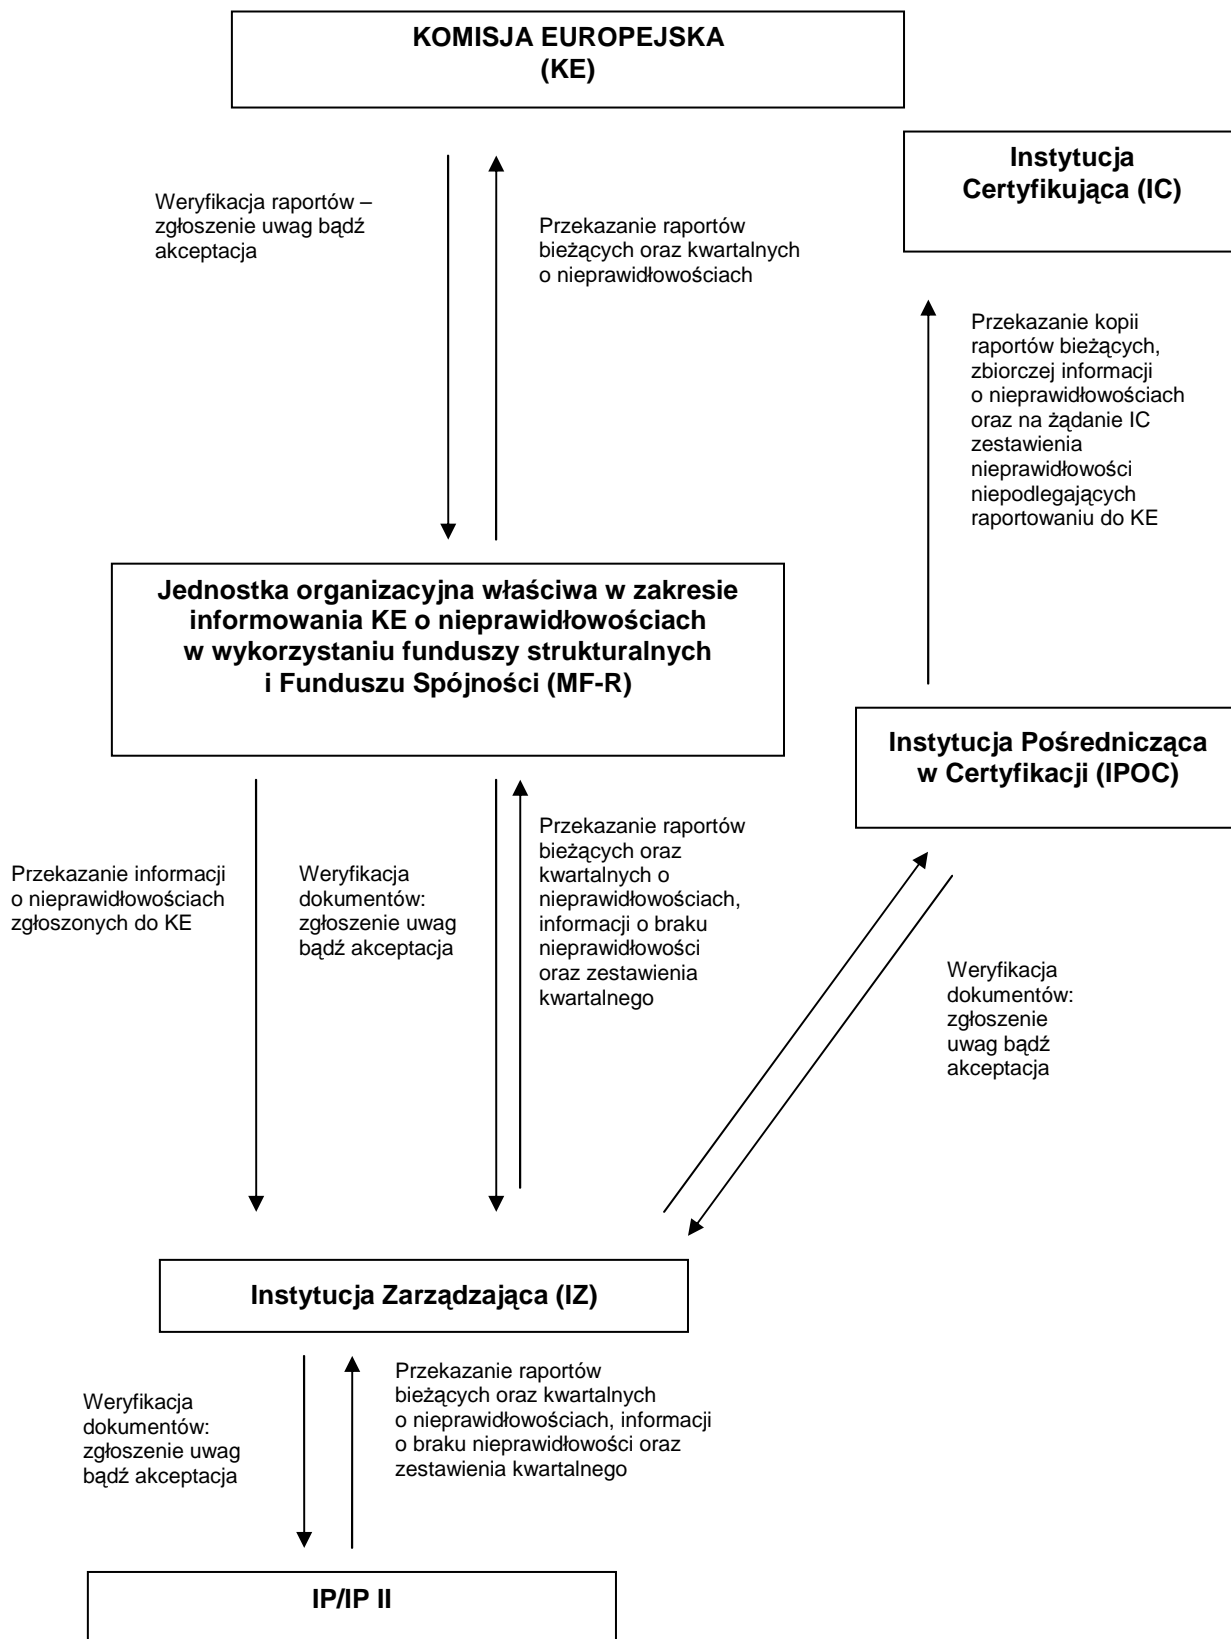 KOMISJA EUROPEJSKA
(KE)
Instytucja
Certyfikująca (IC)
Weryfikacja raportów –
zgłoszenie uwag bądź
akceptacja
Przekazanie raportów
bieżących oraz kwartalnych
o nieprawidłowościach
Przekazanie kopii
raportów bieżących,
zbiorczej informacji
o nieprawidłowościach
oraz na żądanie IC
zestawienia
nieprawidłowości
niepodlegających
raportowaniu do KE
Jednostka organizacyjna właściwa w zakresie
informowania KE o nieprawidłowościach
w wykorzystaniu funduszy strukturalnych
i Funduszu Spójności (MF-R)
Instytucja Pośrednicząca
w Certyfikacji (IPOC)
Przekazanie informacji
o nieprawidłowościach
zgłoszonych do KE
Weryfikacja
dokumentów:
zgłoszenie uwag
bądź akceptacja
Przekazanie raportów
bieżących oraz
kwartalnych o
nieprawidłowościach,
informacji o braku
nieprawidłowości
oraz zestawienia
kwartalnego
Weryfikacja
dokumentów:
zgłoszenie
uwag bądź
akceptacja
Instytucja Zarządzająca (IZ)
Weryfikacja
dokumentów:
zgłoszenie uwag
bądź akceptacja
Przekazanie raportów
bieżących oraz kwartalnych
o nieprawidłowościach, informacji
o braku nieprawidłowości oraz
zestawienia kwartalnego
IP/IP II